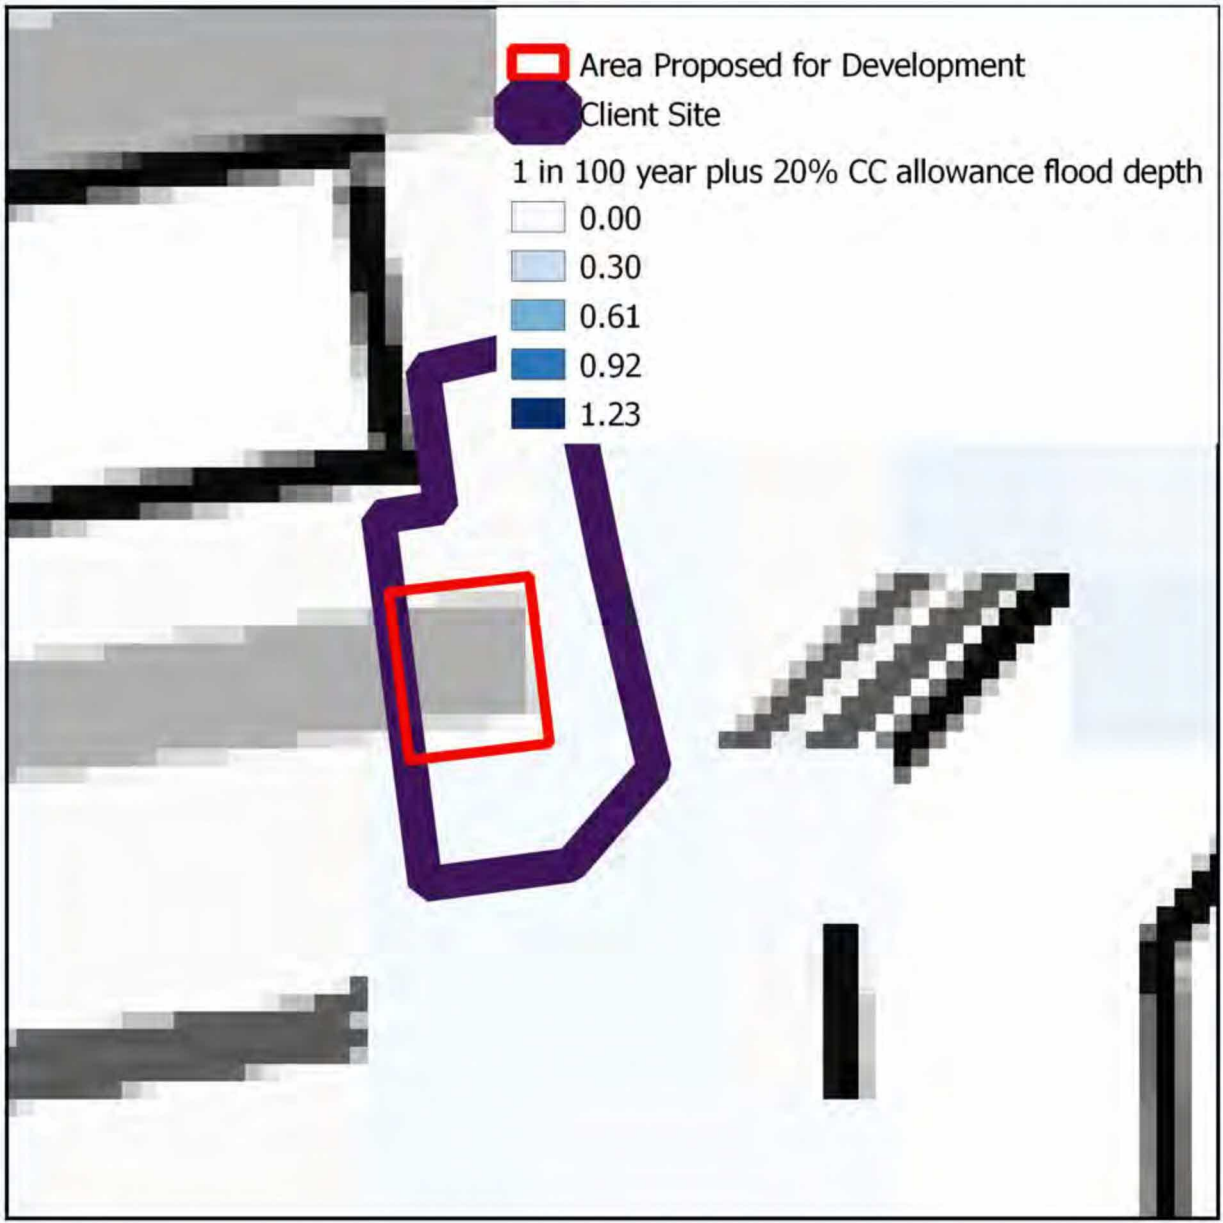 Area Proposed for Development
Client Site
1 in 100 year plus 20% CC allowance flood depth
0.00
0.30
0.61
0.92
1.23